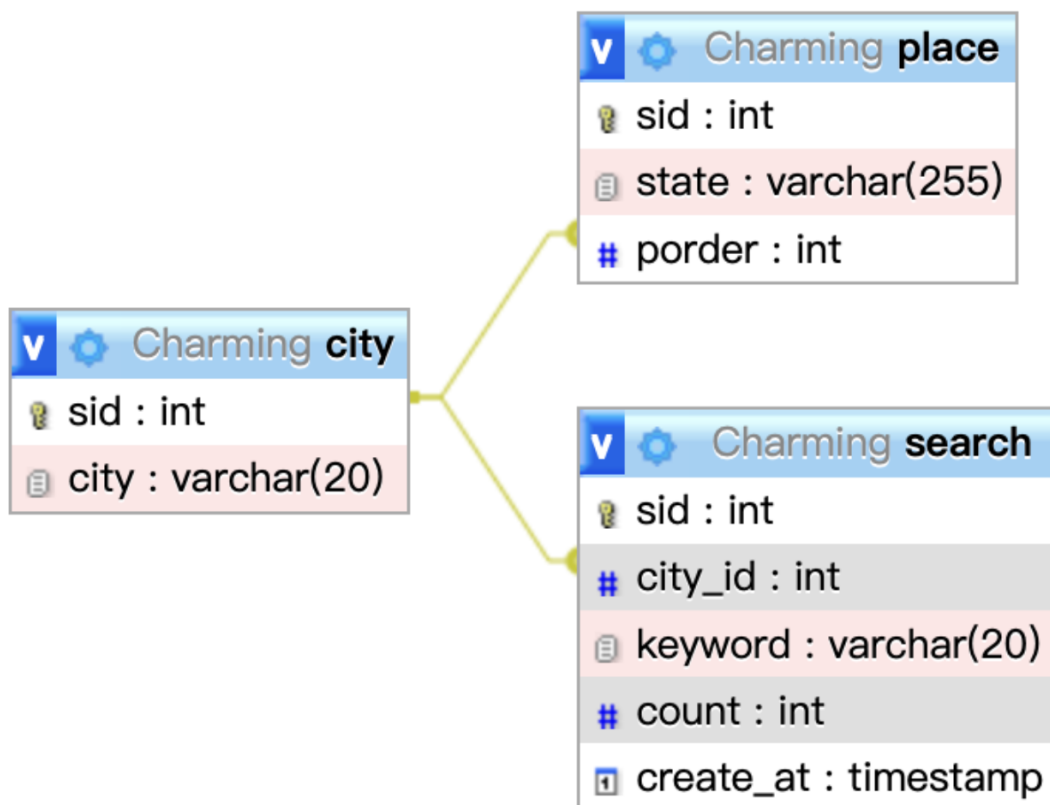 v Charming place
sid : int
state : varchar(255)
# porder : int
v Charming city
sid : int
city : varchar(20)
v Charming search
sid : int
# city_id : int
keyword : varchar(20)
# count : int
1 create_at : timestamp